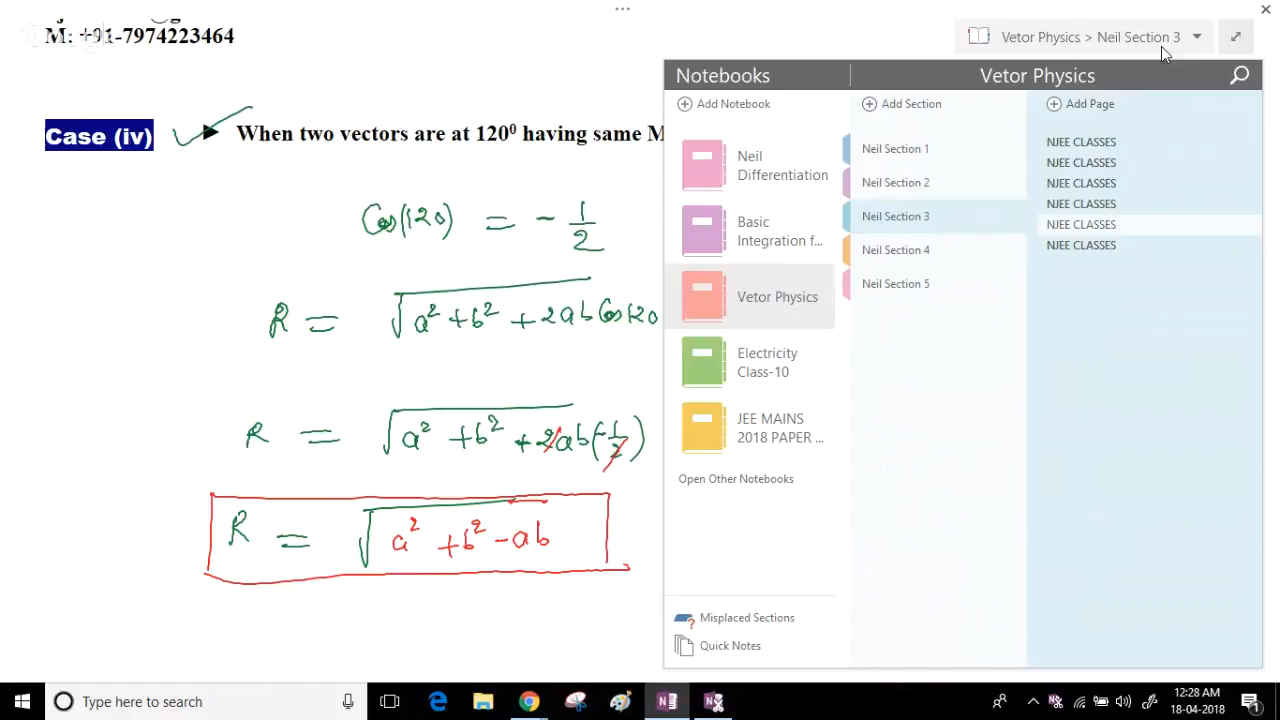 M: +91-7974223464
Vetor Physics > Neil Section 3
Notebooks
Vetor Physics
Add Notebook
Add Section
Add Page
Case (iv)
When two vectors are at 120⁰ having same M
Neil Differentiation
Basic Integration f...
Vetor Physics
Electricity Class-10
JEE MAINS 2018 PAPER ...
Open Other Notebooks
Misplaced Sections
Quick Notes
Neil Section 1
Neil Section 2
Neil Section 3
Neil Section 4
Neil Section 5
NJEE CLASSES
NJEE CLASSES
NJEE CLASSES
NJEE CLASSES
NJEE CLASSES
NJEE CLASSES
Cos(120) = -1/2
R = √a² + b² + 2ab Cos120
R = √a² + b² + 2ab(-1/2)
R = √a² + b² - ab
Type here to search
12:28 AM
18-04-2018
1